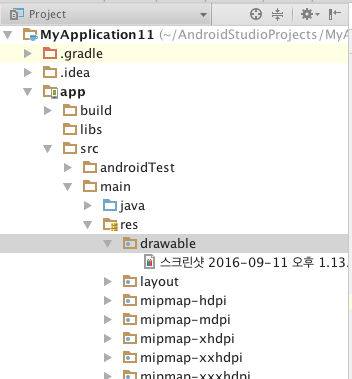 Project
MyApplication11 (~/AndroidStudioProjects/MyA
.gradle
.idea
app
build
libs
src
androidTest
main
java
res
drawable
스크린샷 2016-09-11 오후 1.13.
layout
mipmap-hdpi
mipmap-mdpi
mipmap-xhdpi
mipmap-xxhdpi
mipmap-xxxhdpi